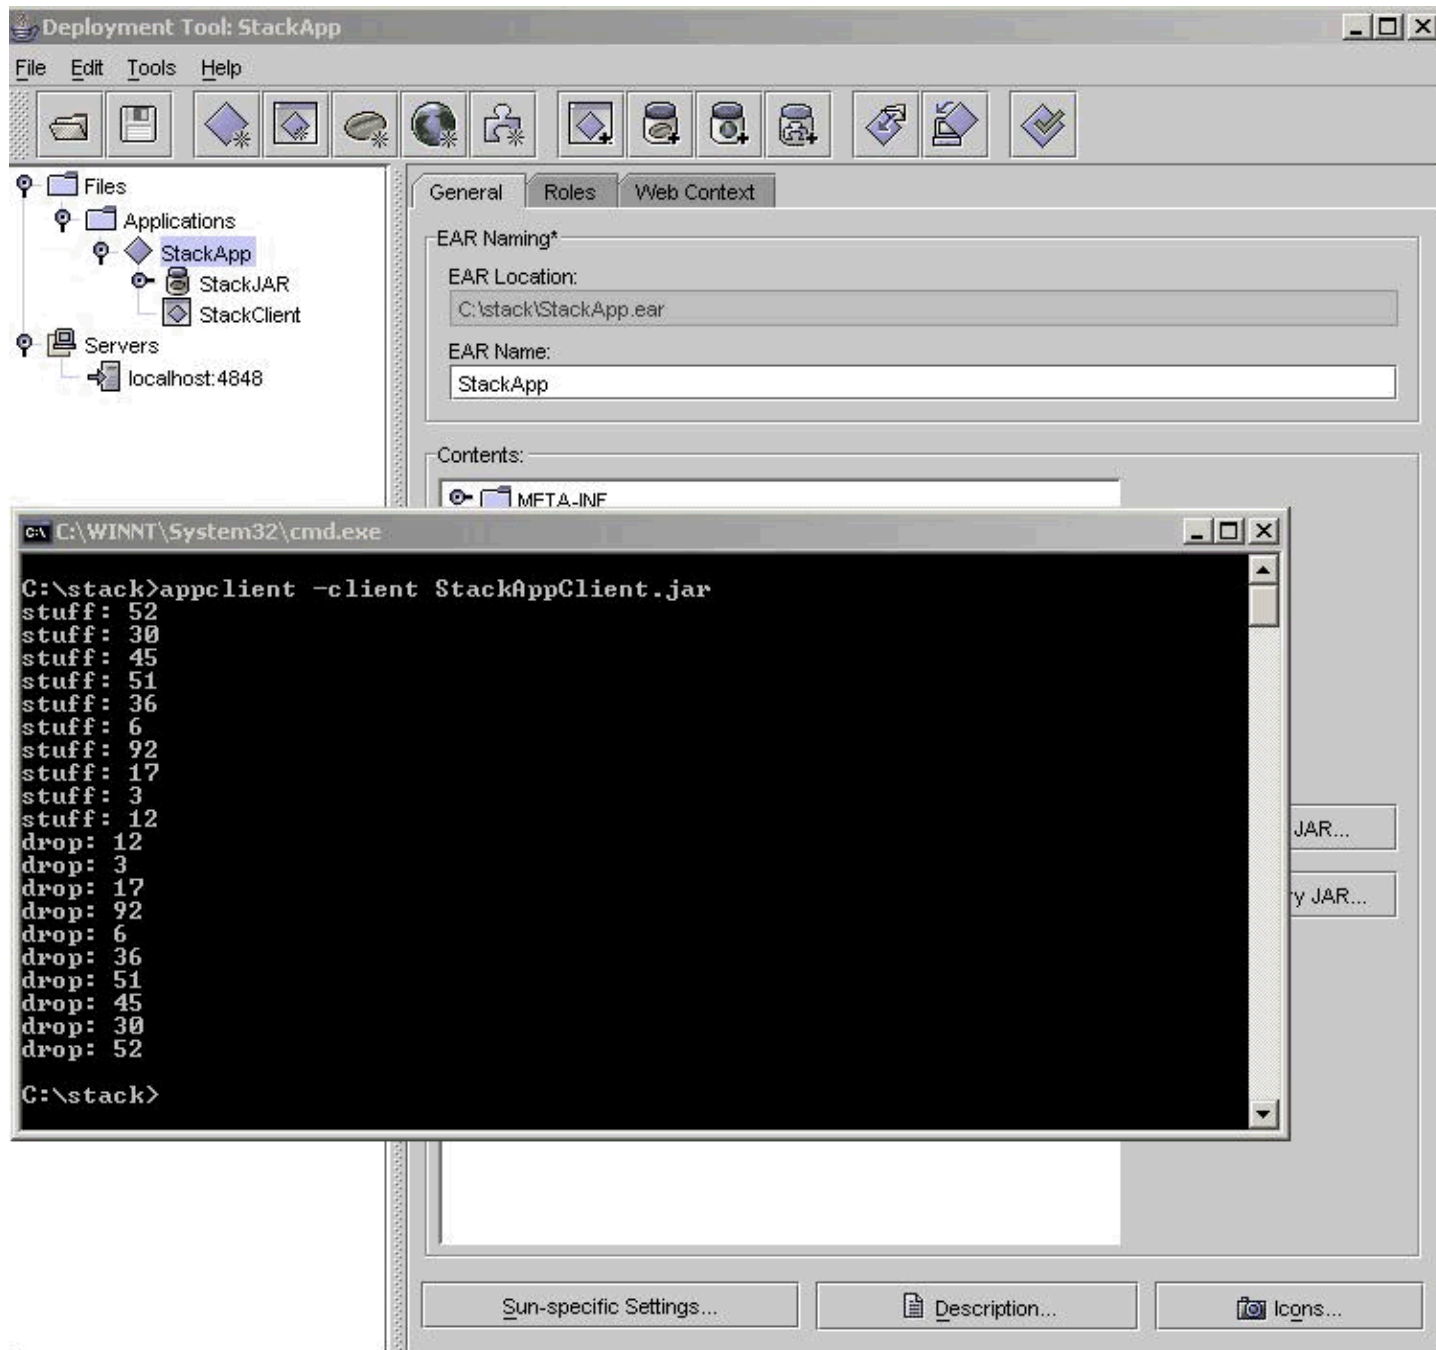 Deployment Tool: StackApp
File Edit Tools Help
Files
Applications
StackApp
StackJAR
StackClient
Servers
localhost:4848
General Roles Web Context
EAR Naming*
EAR Location:
C:\stack\StackApp.ear
EAR Name:
StackApp
Contents:
META-INF
C:\WINNT\System32\cmd.exe
C:\stack>appclient -client StackAppClient.jar
stuff: 52
stuff: 30
stuff: 45
stuff: 51
stuff: 36
stuff: 6
stuff: 92
stuff: 17
stuff: 3
stuff: 12
drop: 12
drop: 3
drop: 17
drop: 92
drop: 6
drop: 36
drop: 51
drop: 45
drop: 30
drop: 52
C:\stack>
JAR...
y JAR...
Sun-specific Settings...
Description...
Icons...